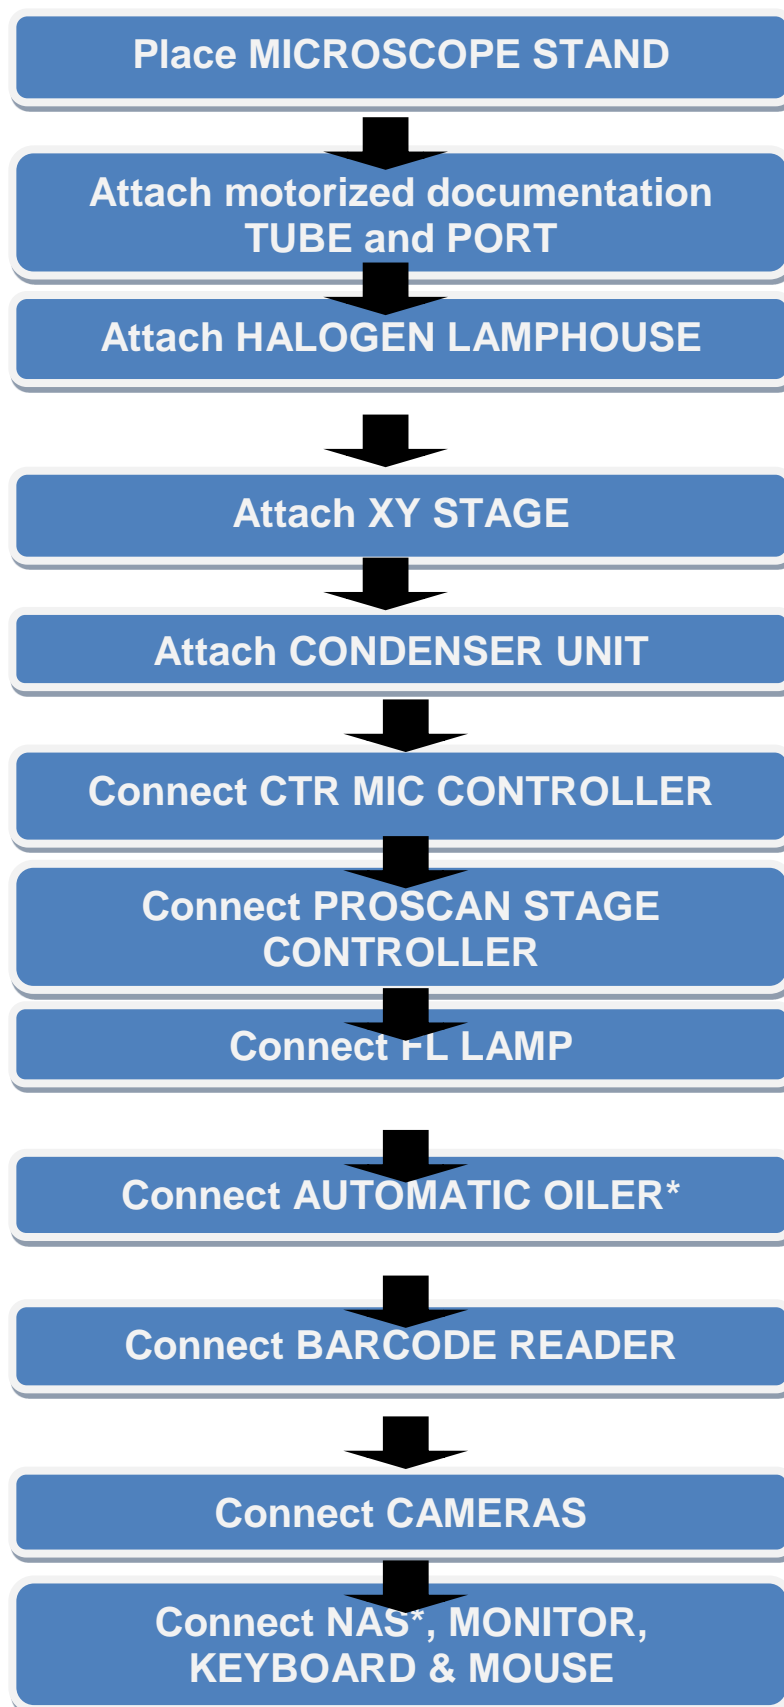 Place MICROSCOPE STAND
Attach motorized documentation
TUBE and PORT
Attach HALOGEN LAMPHOUSE
Attach XY STAGE
Attach CONDENSER UNIT
Connect CTR MIC CONTROLLER
Connect PROSCAN STAGE
CONTROLLER
Connect FL LAMP
Connect AUTOMATIC OILER*
Connect BARCODE READER
Connect CAMERAS
Connect NAS*, MONITOR,
KEYBOARD & MOUSE